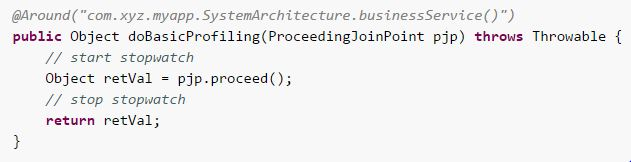 @Around("com.xyz.myapp.SystemArchitecture.businessService()")
public Object doBasicProfiling(ProceedingJoinPoint pjp) throws Throwable {
    // start stopwatch
    Object retVal = pjp.proceed();
    // stop stopwatch
    return retVal;
}